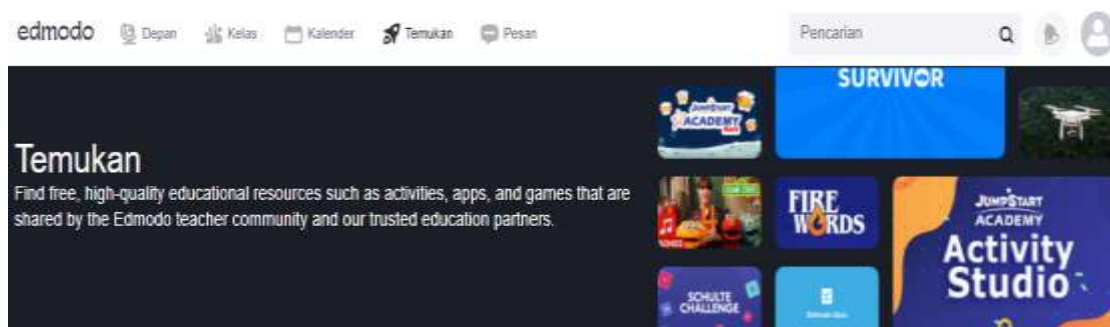 edmodo Depan Kelas Kalender Temukan Pesan Pencarian
SURVIVOR
JUMPSTART
ACADEMY
Temukan
Find free, high-quality educational resources such as activities, apps, and games that are
shared by the Edmodo teacher community and our trusted education partners.
FIRE
WORDS
JUMPSTART
ACADEMY
Activity
Studio
SCHULTE
CHALLENGE